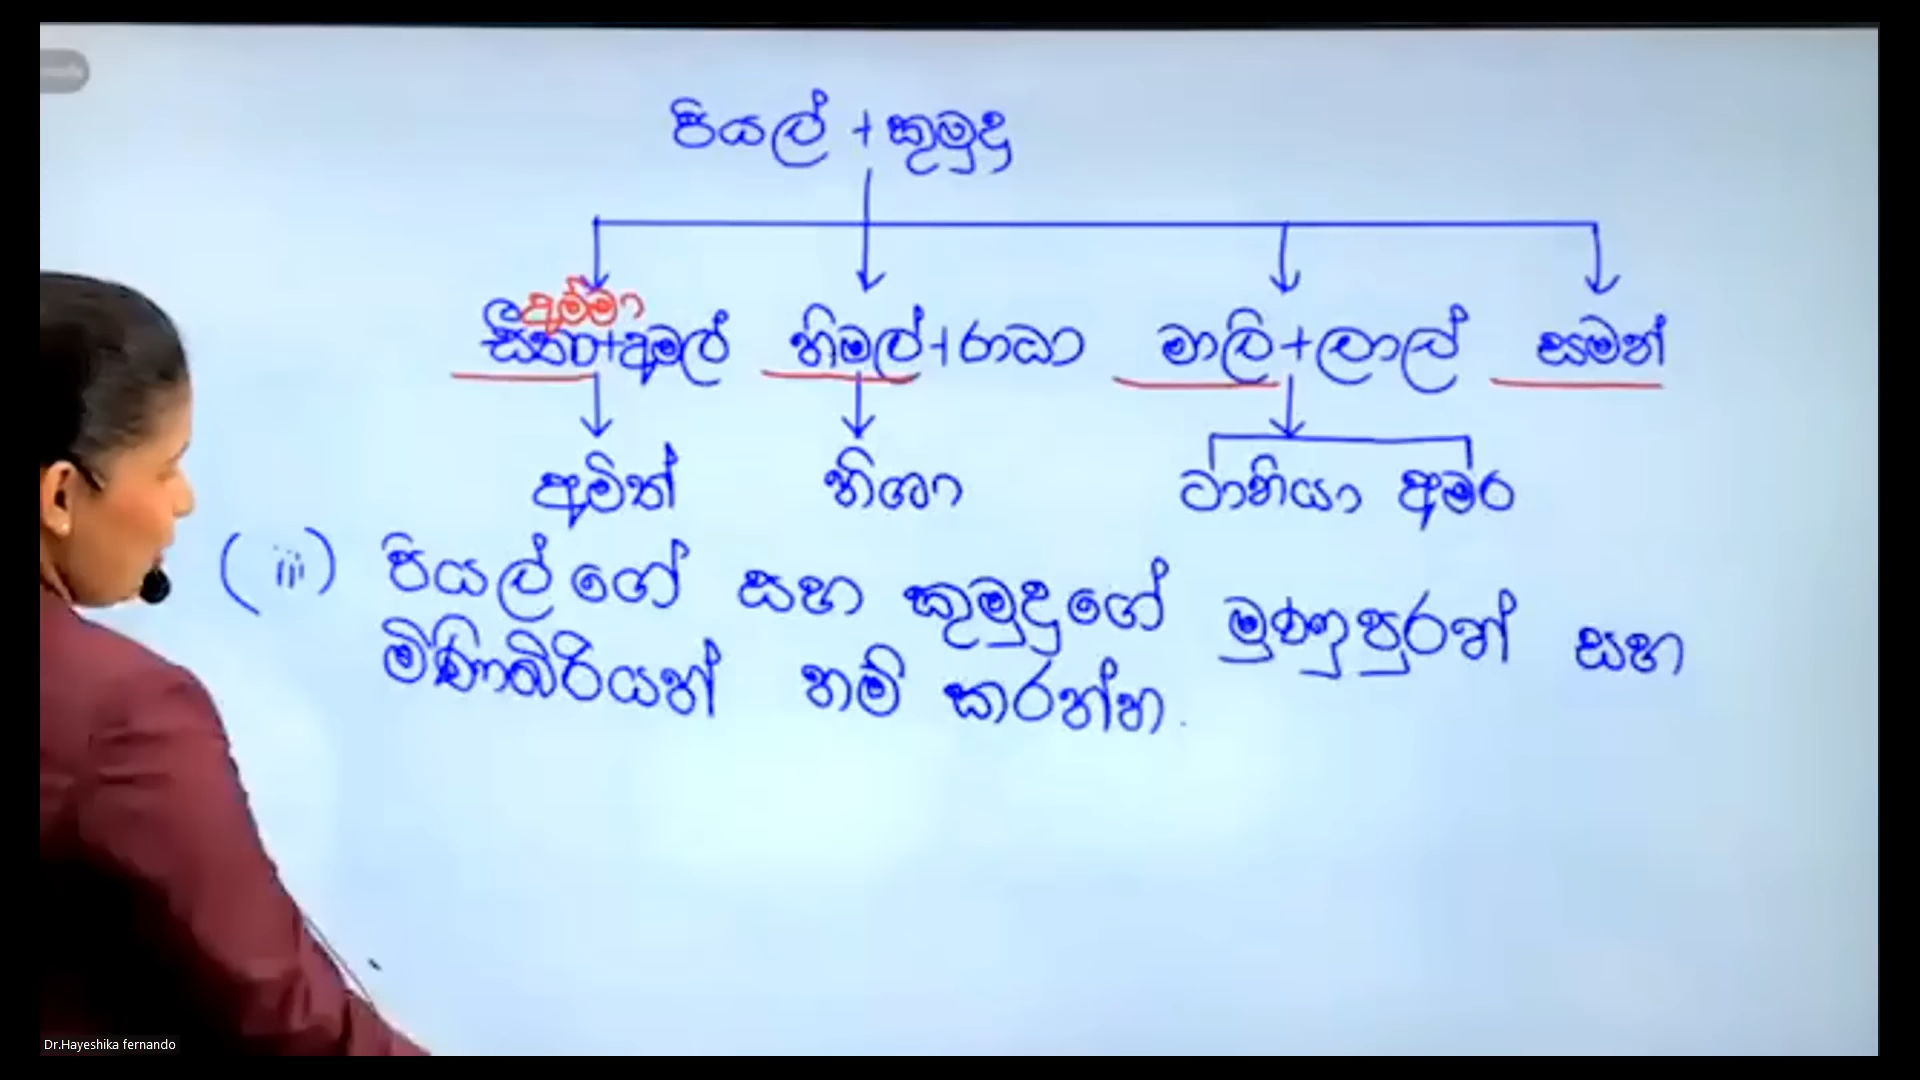 පියල් + කුමුදු
අම්මා
සීතා+අමල් නිමල්+රාධා මාලි+ලාල් සමන්
අමිත් නිශා ටානියා අමර
(iii) පියල්ගේ සහ කුමුදුගේ මුණුපුරන් සහ
මිණිබිරියන් නම් කරන්න.
Dr.Hayeshika fernando